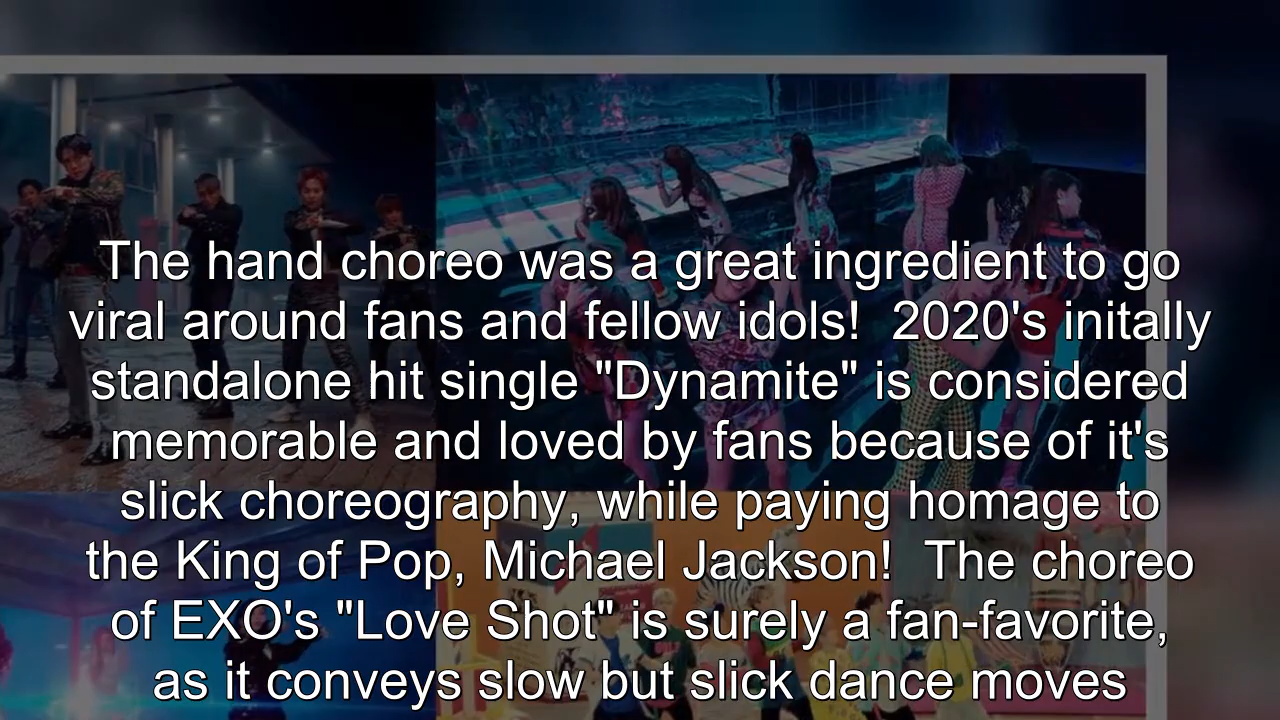 The hand choreo was a great ingredient to go
viral around fans and fellow idols!  2020's initally
standalone hit single "Dynamite" is considered
memorable and loved by fans because of it's
slick choreography, while paying homage to
the King of Pop, Michael Jackson!  The choreo
of EXO's "Love Shot" is surely a fan-favorite,
as it conveys slow but slick dance moves